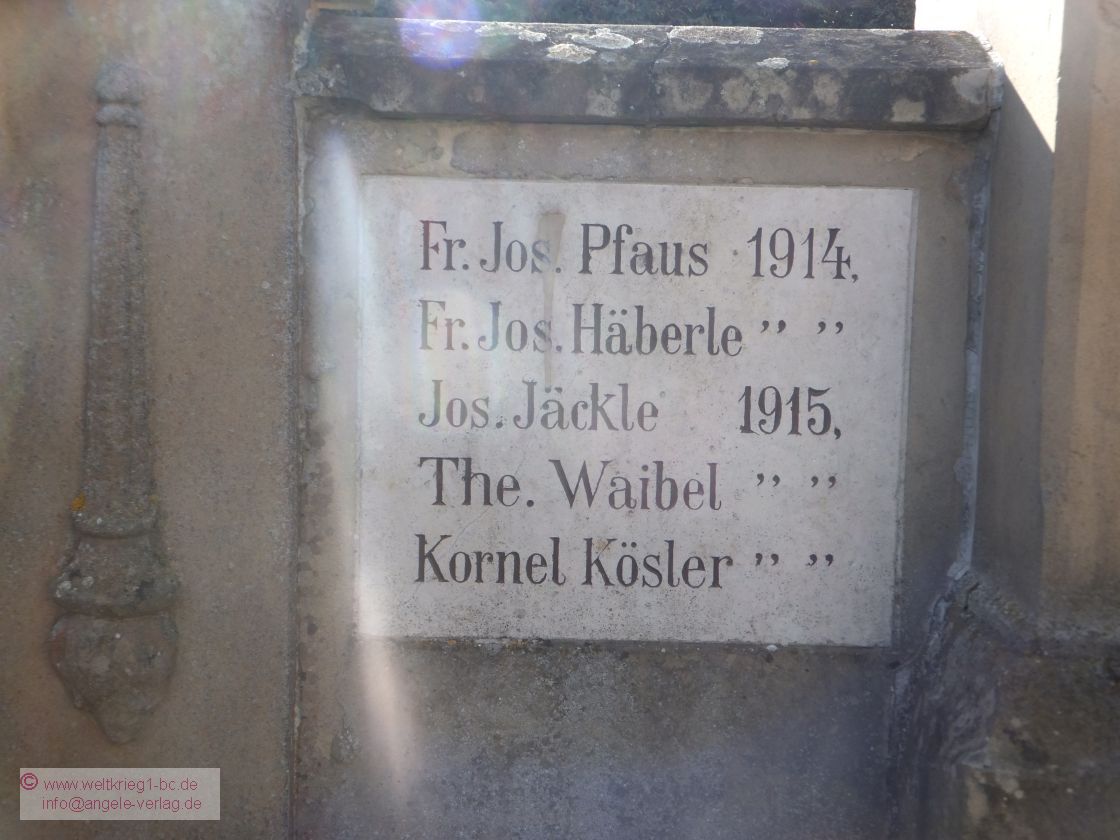 Fr. Jos. Pfaus 1914,
Fr. Jos. Häberle ,, ,,
Jos. Jäckle 1915,
The. Waibel ,, ,,
Kornel Kösler ,, ,,
© www.weltkrieg1-bc.de
info@angele-verlag.de